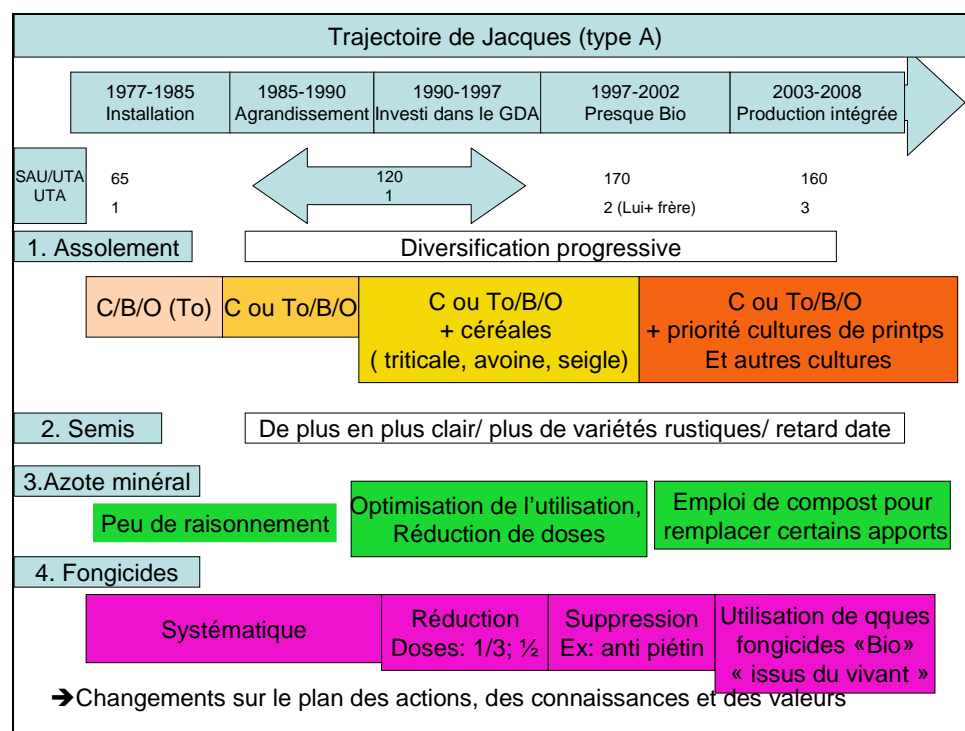 Trajectoire de Jacques (type A)
1977-1985
Installation
1985-1990
Agrandissement
1990-1997
Investi dans le GDA
1997-2002
Presque Bio
2003-2008
Production intégrée
SAU/UTA
UTA
65
1
120
1
170
2 (Lui+ frère)
160
3
1. Assolement
Diversification progressive
C/B/O (To)
C ou To/B/O
C ou To/B/O
+ céréales
( triticale, avoine, seigle)
C ou To/B/O
+ priorité cultures de printps
Et autres cultures
2. Semis
De plus en plus clair/ plus de variétés rustiques/ retard date
3.Azote minéral
Peu de raisonnement
Optimisation de l'utilisation,
Réduction de doses
Emploi de compost pour
remplacer certains apports
4. Fongicides
Systématique
Réduction
Doses: 1/3; ½
Suppression
Ex: anti piétin
Utilisation de qques
fongicides «Bio»
« issus du vivant »
➔Changements sur le plan des actions, des connaissances et des valeurs